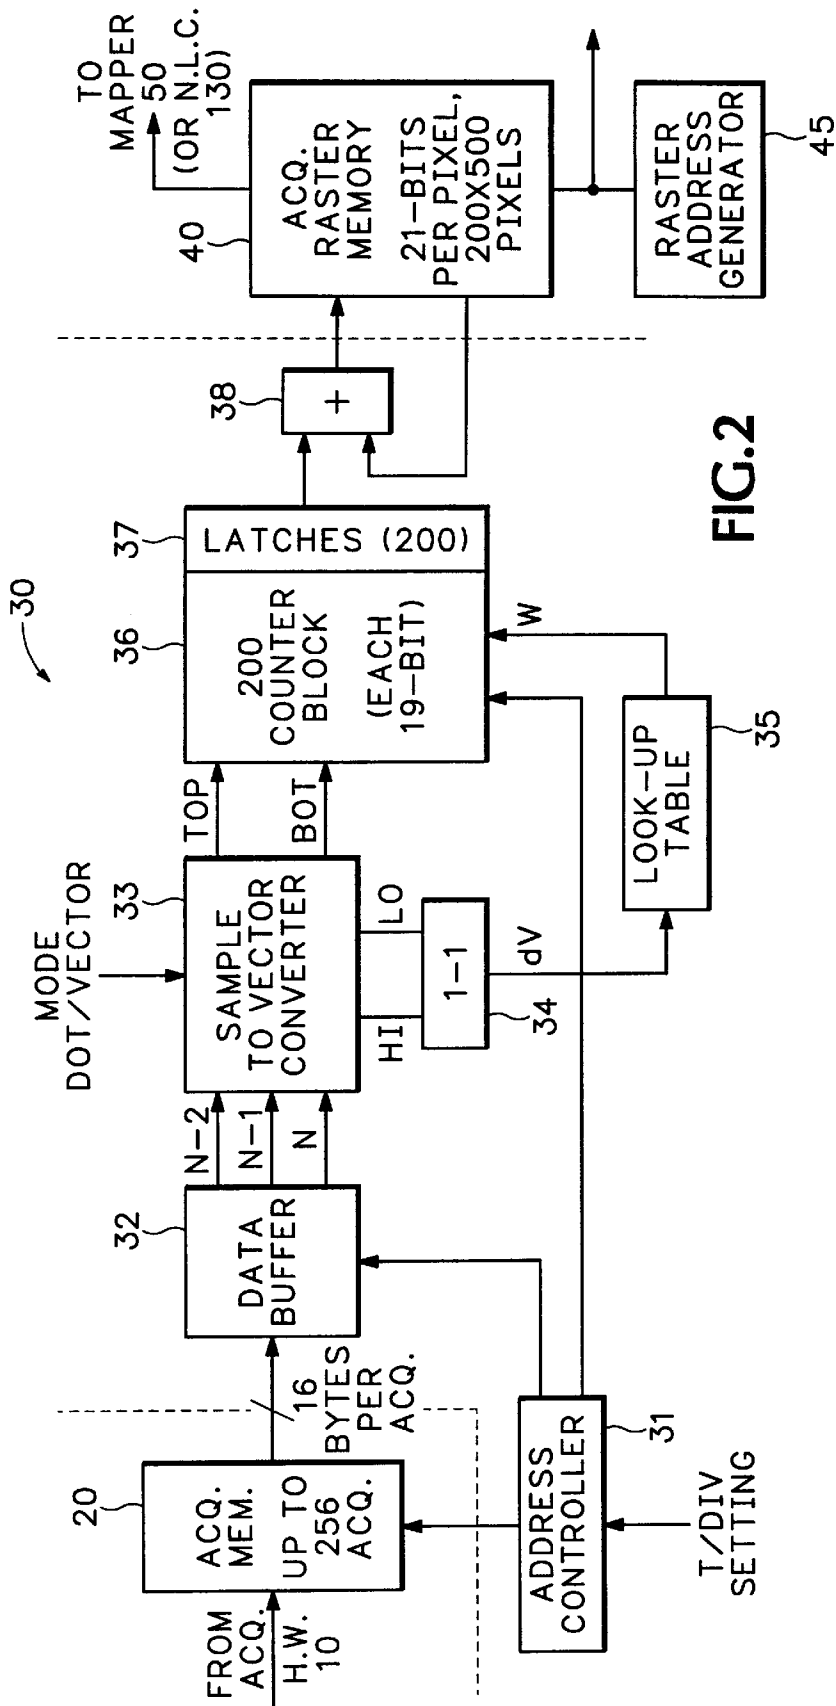 30
FROM
ACQ.
H.W.
10
20
ACQ.
MEM.
UP TO
256
ACQ.
16
BYTES
PER
ACQ.
32
DATA
BUFFER
N-2
N-1
N
MODE
DOT/VECTOR
33
SAMPLE
TO VECTOR
CONVERTER
HI
LO
1-1
34
dV
TOP
BOT
36
200
COUNTER
BLOCK
(EACH
19-BIT)
37
LATCHES (200)
W
LOOK-UP
TABLE
35
38
+
40
ACQ.
RASTER
MEMORY
21-BITS
PER PIXEL,
200X500
PIXELS
TO
MAPPER
50
(OR N.L.C.
130)
RASTER
ADDRESS
GENERATOR
45
ADDRESS
CONTROLLER
31
T/DIV
SETTING
FIG.2